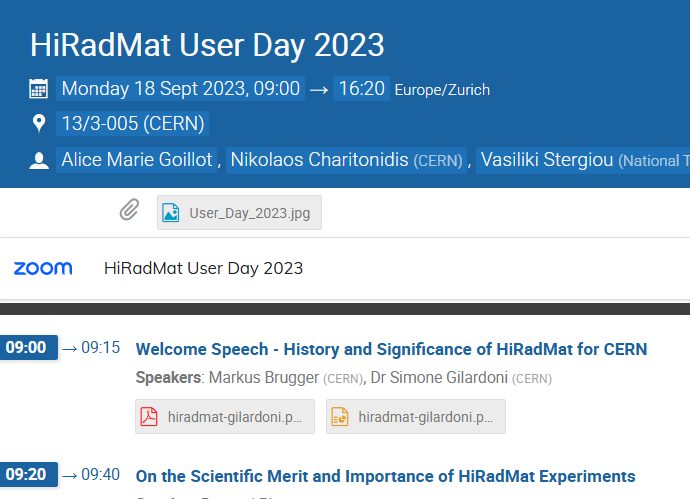 HiRadMat User Day 2023
Monday 18 Sept 2023, 09:00 → 16:20 Europe/Zurich
13/3-005 (CERN)
Alice Marie Goillot , Nikolaos Charitonidis (CERN) , Vasiliki Stergiou (National T
User_Day_2023.jpg
zoom HiRadMat User Day 2023
09:00 → 09:15 Welcome Speech - History and Significance of HiRadMat for CERN
Speakers: Markus Brugger (CERN), Dr Simone Gilardoni (CERN)
hiradmat-gilardoni.p... hiradmat-gilardoni.p...
09:20 → 09:40 On the Scientific Merit and Importance of HiRadMat Experiments